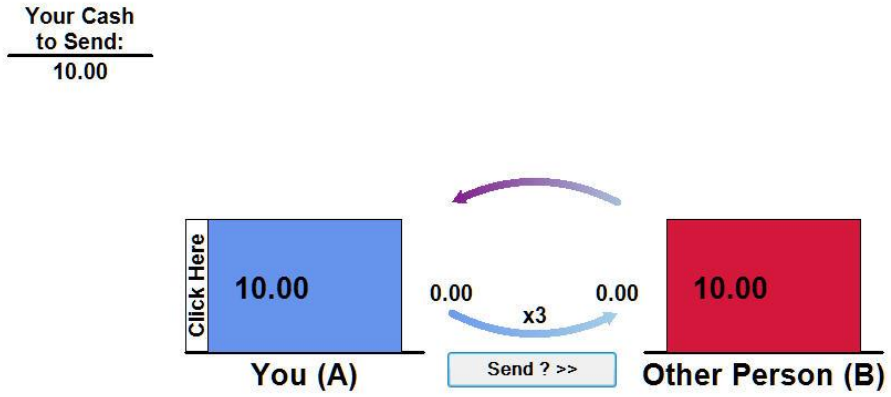 Your Cash
to Send:
10.00
Click Here
10.00
0.00
0.00
10.00
x3
Send ? >>
You (A)
Other Person (B)